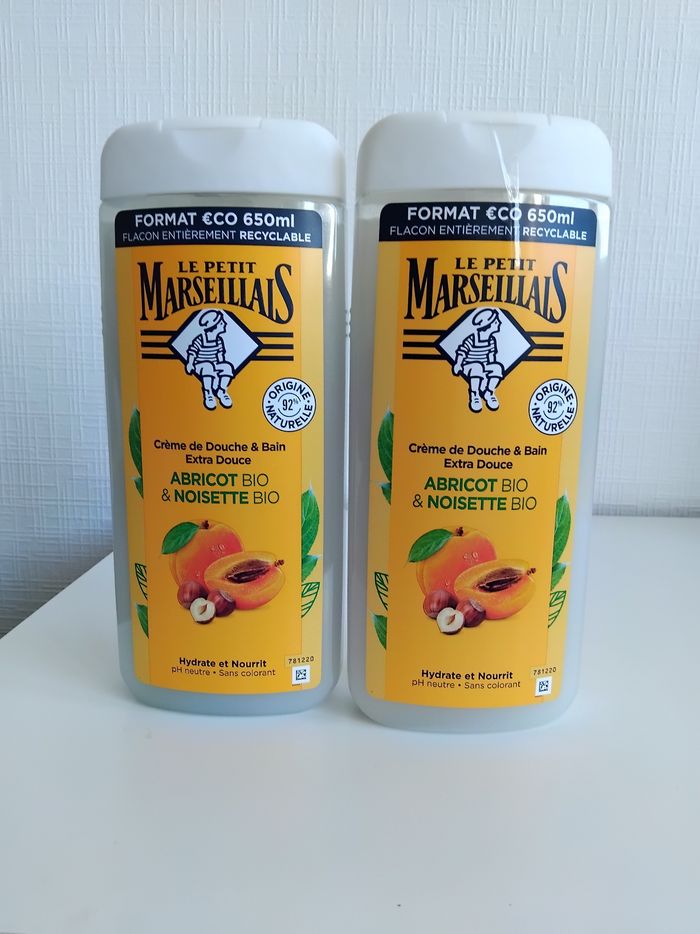 FORMAT €CO 650ml
FLACON ENTIÈREMENT RECYCLABLE
LE PETIT
MARSEILLAIS
ORIGINE
92%
NATURELLE
Crème de Douche & Bain
Extra Douce
ABRICOT BIO
& NOISETTE BIO
Hydrate et Nourrit
pH neutre • Sans colorant
781220
FORMAT €CO 650ml
FLACON ENTIÈREMENT RECYCLABLE
LE PETIT
MARSEILLAIS
ORIGINE
92%
NATURELLE
Crème de Douche & Bain
Extra Douce
ABRICOT BIO
& NOISETTE BIO
Hydrate et Nourrit
pH neutre • Sans colorant
781220